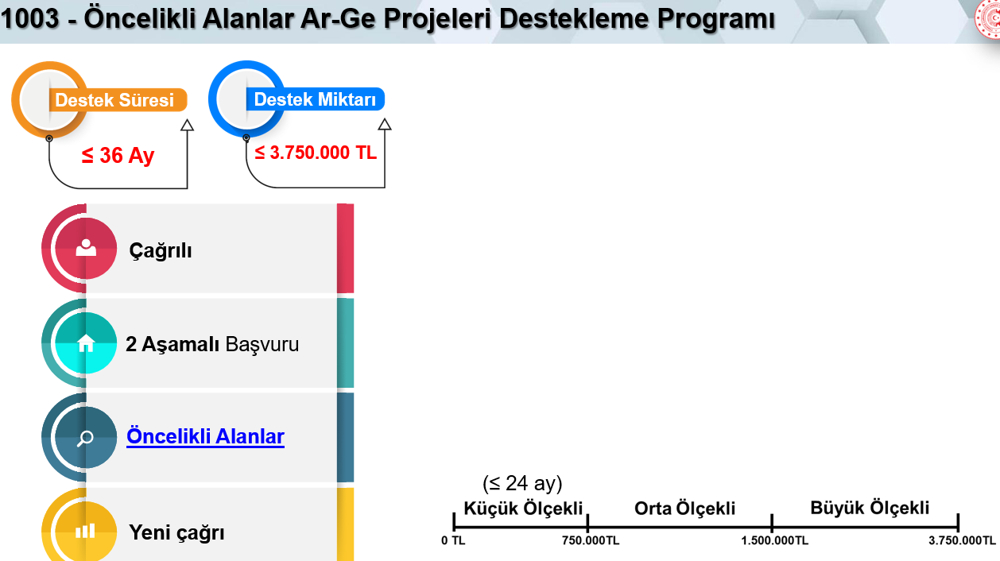 1003 - Öncelikli Alanlar Ar-Ge Projeleri Destekleme Programı
Destek Süresi
≤ 36 Ay
Destek Miktarı
≤ 3.750.000 TL
Çağrılı
2 Aşamalı Başvuru
Öncelikli Alanlar
Yeni çağrı
(≤ 24 ay)
Küçük Ölçekli
Orta Ölçekli
Büyük Ölçekli
0 TL
750.000TL
1.500.000TL
3.750.000TL